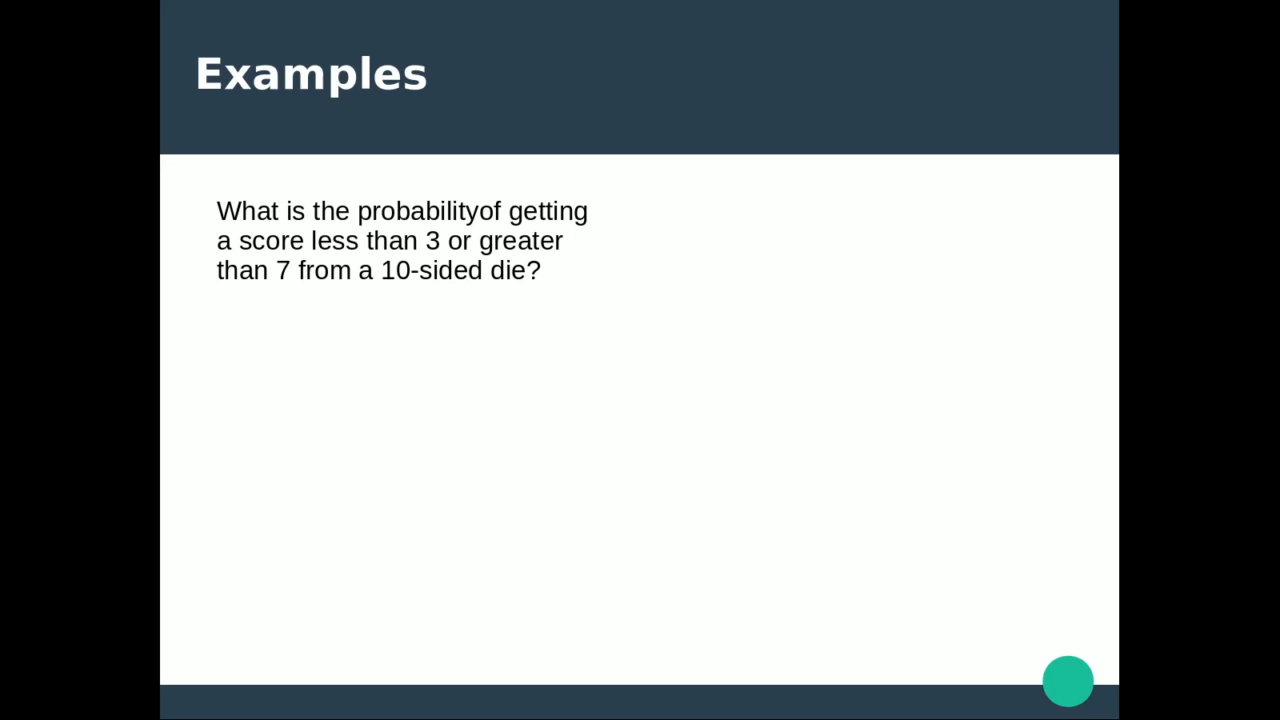 Examples
What is the probabilityof getting
a score less than 3 or greater
than 7 from a 10-sided die?